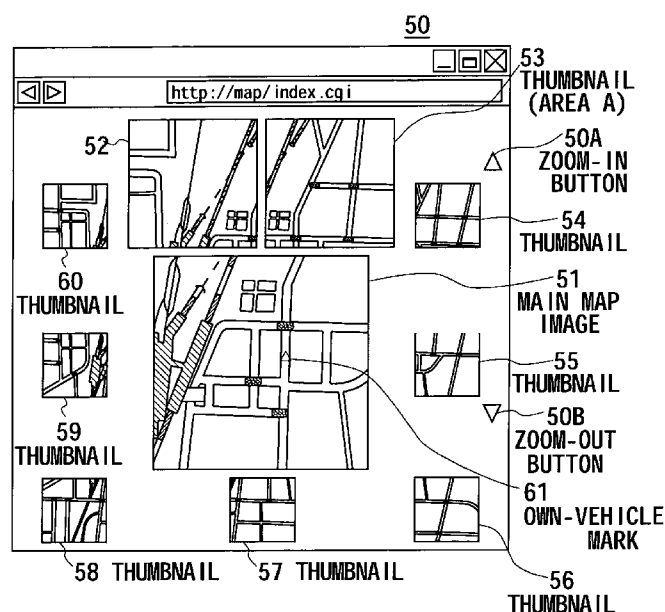 50
53
THUMBNAIL
(AREA A)
http://map/index.cgi
52
50A
ZOOM-IN
BUTTON
54
THUMBNAIL
60
THUMBNAIL
51
MAIN MAP
IMAGE
55
THUMBNAIL
59
THUMBNAIL
50B
ZOOM-OUT
BUTTON
61
OWN-VEHICLE
MARK
58 THUMBNAIL
57 THUMBNAIL
56
THUMBNAIL